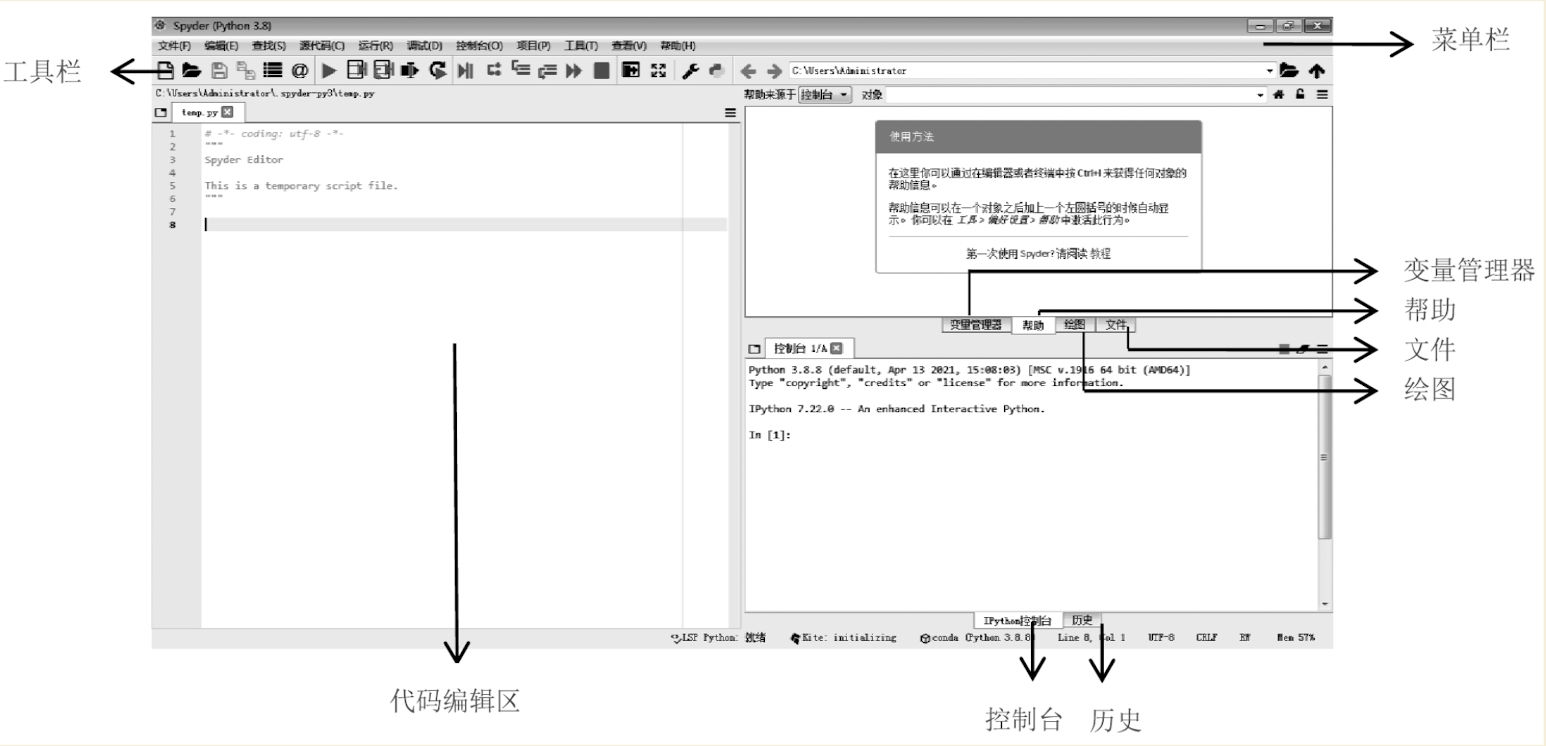 Spyder (Python 3.8)
文件(F) 编辑(E) 查找(S) 源代码(C) 运行(R) 调试(D) 控制台(O) 项目(P) 工具(T) 查看(V) 帮助(H)
菜单栏
工具栏
C:\Users\Administrator
C:\Users\Administrator\.spyder-py3\temp.py
帮助来源于 控制台 对象
temp.py
1 # -*- coding: utf-8 -*-
2 """
3 Spyder Editor
4
5 This is a temporary script file.
6 """
7
8
使用方法
在这里你可以通过在编辑器或者终端中按 Ctrl+I 来获得任何对象的
帮助信息。
帮助信息可以在一个对象之后加上一个左圆括号的时候自动显
示。你可以在 工具 > 偏好设置 > 帮助 中激活此行为。
第一次使用 Spyder? 请阅读 教程
变量管理器
帮助
文件
绘图
变量管理器 帮助 绘图 文件
控制台 1/A
Python 3.8.8 (default, Apr 13 2021, 15:08:03) [MSC v.1916 64 bit (AMD64)]
Type "copyright", "credits" or "license" for more information.
IPython 7.22.0 -- An enhanced Interactive Python.
In [1]:
IPython控制台 历史
LSP Python: 就绪 Kite: initializing conda (Python 3.8.8) Line 8, Col 1 UTF-8 CRLF RW Mem 57%
代码编辑区
控制台 历史